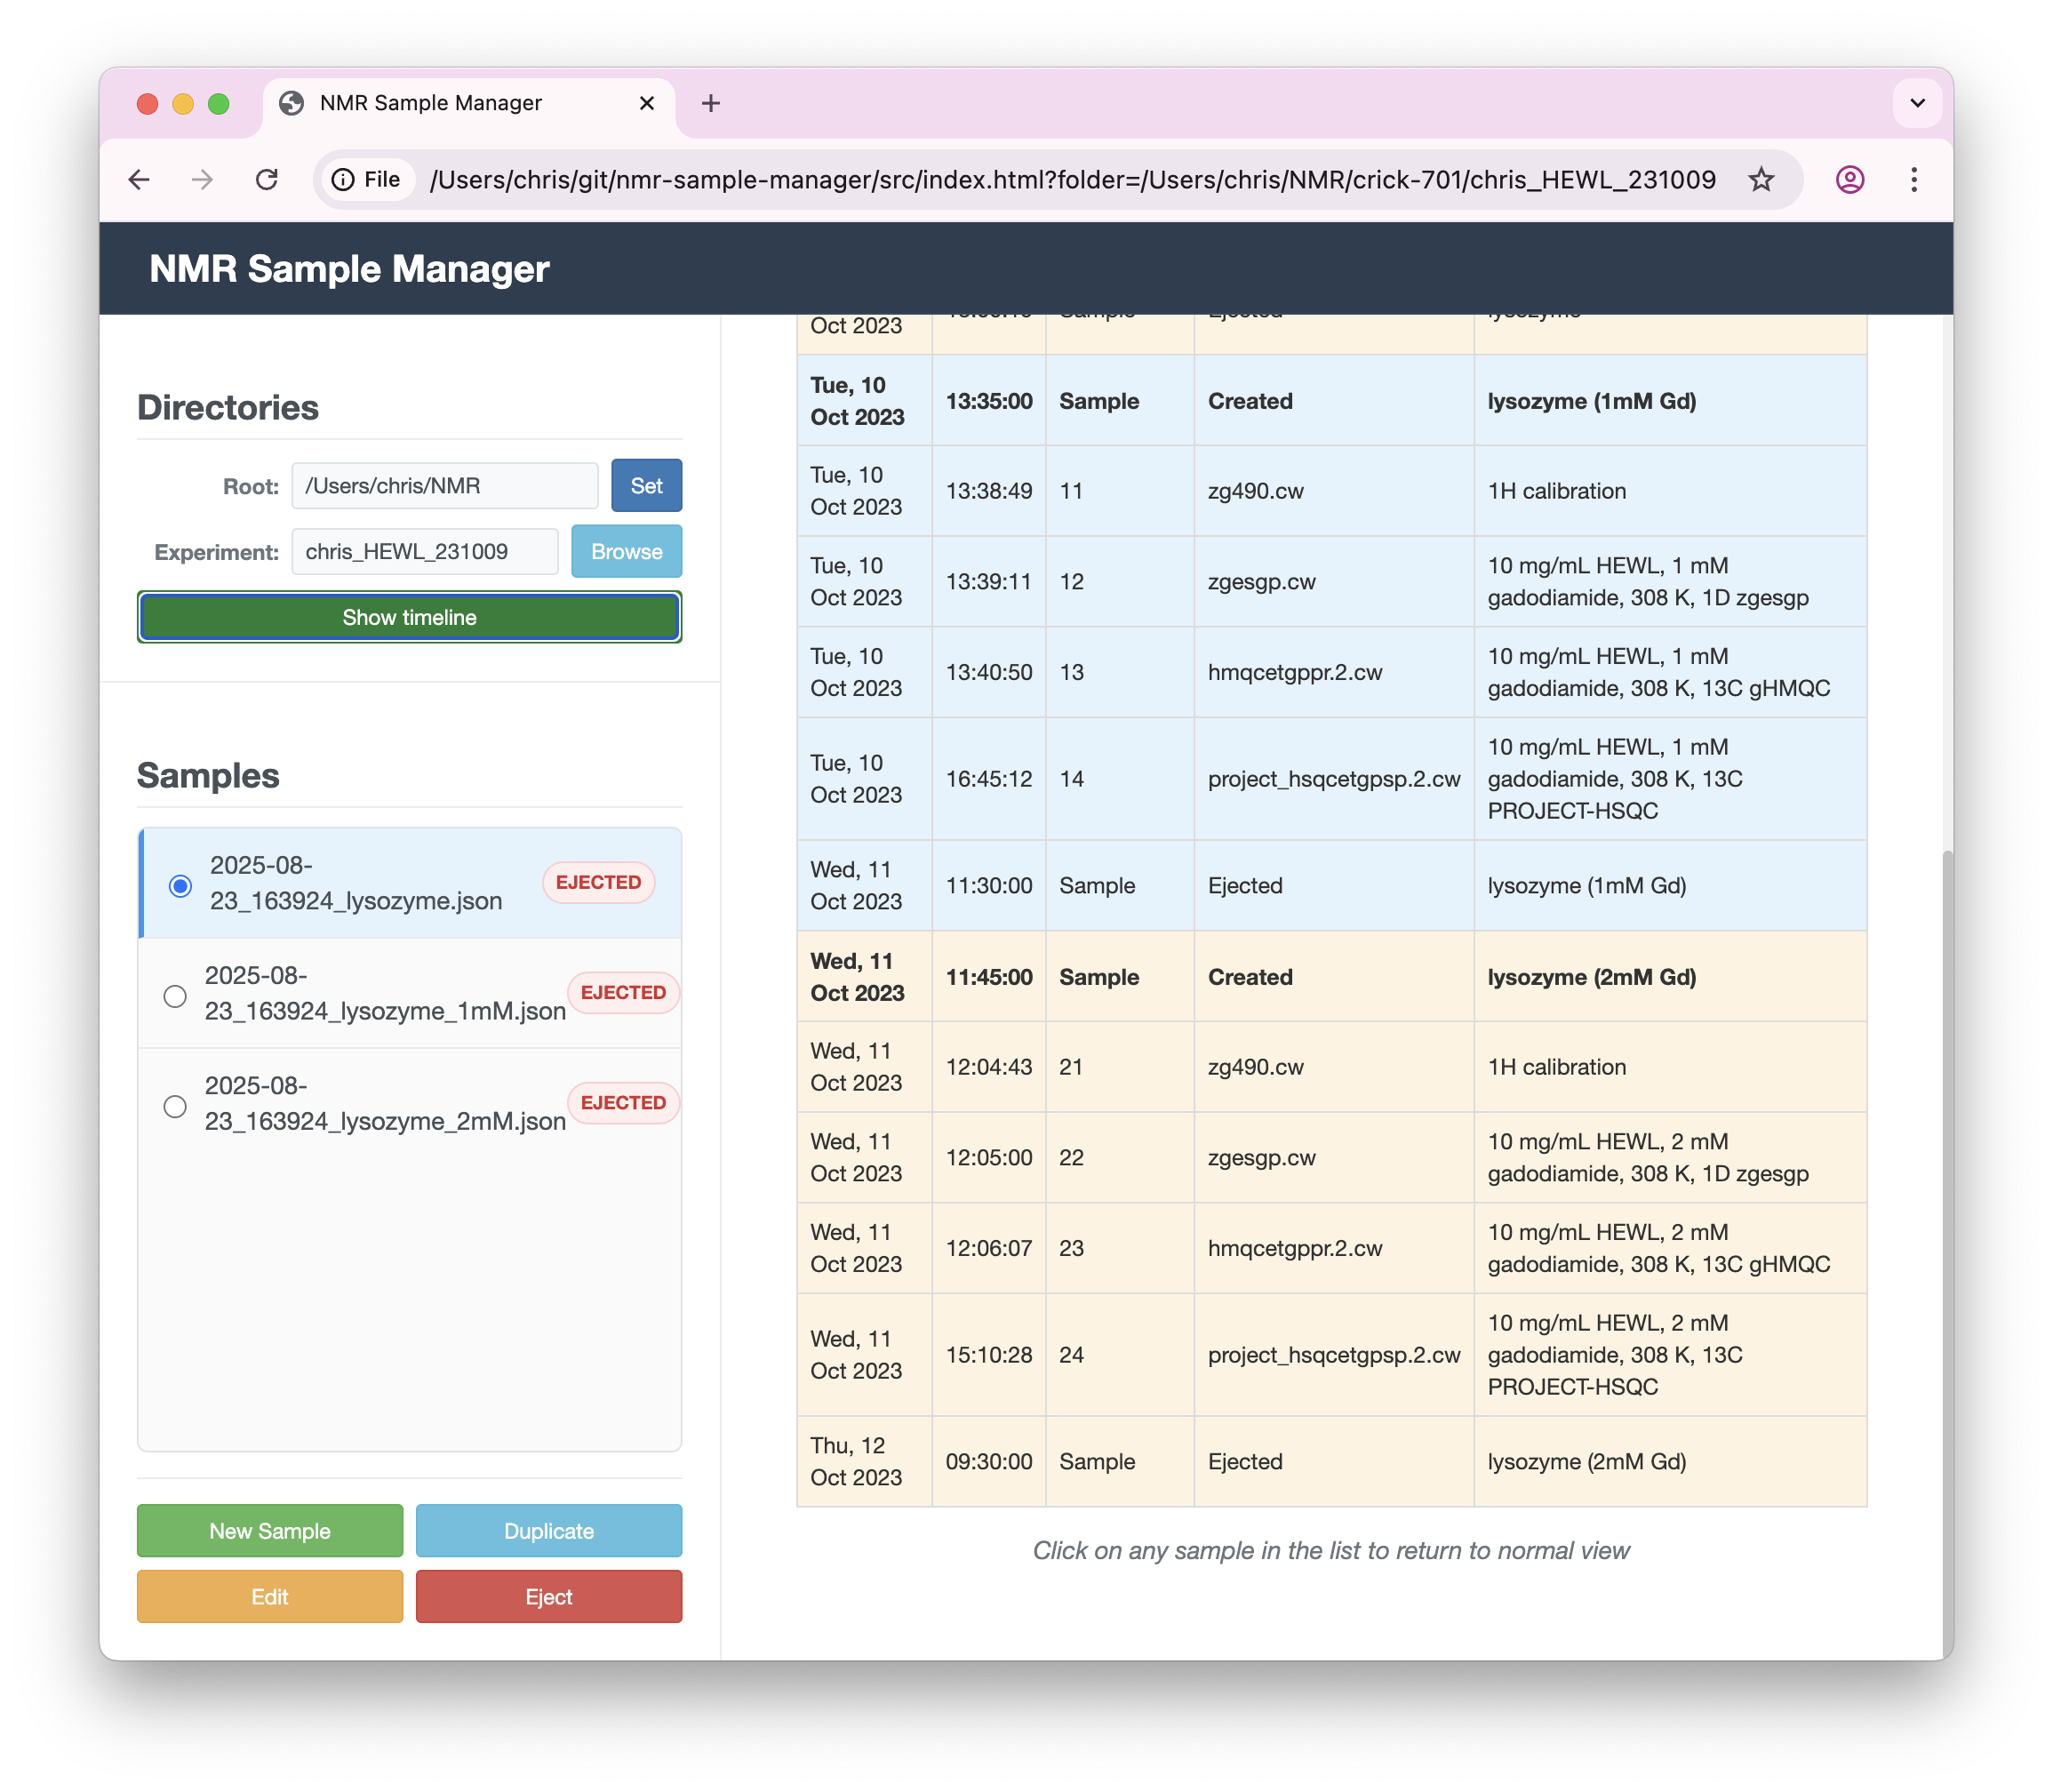 NMR Sample Manager
File
/Users/chris/git/nmr-sample-manager/src/index.html?folder=/Users/chris/NMR/crick-701/chris_HEWL_231009
NMR Sample Manager
Directories
Root:
/Users/chris/NMR
Set
Experiment:
chris_HEWL_231009
Browse
Show timeline
Samples
2025-08-
23_163924_lysozyme.json
EJECTED
2025-08-
23_163924_lysozyme_1mM.json
EJECTED
2025-08-
23_163924_lysozyme_2mM.json
EJECTED
New Sample
Duplicate
Edit
Eject
Oct 2023
Sample
Ejected
lysozyme
Tue, 10
Oct 2023
13:35:00
Sample
Created
lysozyme (1mM Gd)
Tue, 10
Oct 2023
13:38:49
11
zg490.cw
1H calibration
Tue, 10
Oct 2023
13:39:11
12
zgesgp.cw
10 mg/mL HEWL, 1 mM
gadodiamide, 308 K, 1D zgesgp
Tue, 10
Oct 2023
13:40:50
13
hmqcetgppr.2.cw
10 mg/mL HEWL, 1 mM
gadodiamide, 308 K, 13C gHMQC
Tue, 10
Oct 2023
16:45:12
14
project_hsqcetgpsp.2.cw
10 mg/mL HEWL, 1 mM
gadodiamide, 308 K, 13C
PROJECT-HSQC
Wed, 11
Oct 2023
11:30:00
Sample
Ejected
lysozyme (1mM Gd)
Wed, 11
Oct 2023
11:45:00
Sample
Created
lysozyme (2mM Gd)
Wed, 11
Oct 2023
12:04:43
21
zg490.cw
1H calibration
Wed, 11
Oct 2023
12:05:00
22
zgesgp.cw
10 mg/mL HEWL, 2 mM
gadodiamide, 308 K, 1D zgesgp
Wed, 11
Oct 2023
12:06:07
23
hmqcetgppr.2.cw
10 mg/mL HEWL, 2 mM
gadodiamide, 308 K, 13C gHMQC
Wed, 11
Oct 2023
15:10:28
24
project_hsqcetgpsp.2.cw
10 mg/mL HEWL, 2 mM
gadodiamide, 308 K, 13C
PROJECT-HSQC
Thu, 12
Oct 2023
09:30:00
Sample
Ejected
lysozyme (2mM Gd)
Click on any sample in the list to return to normal view